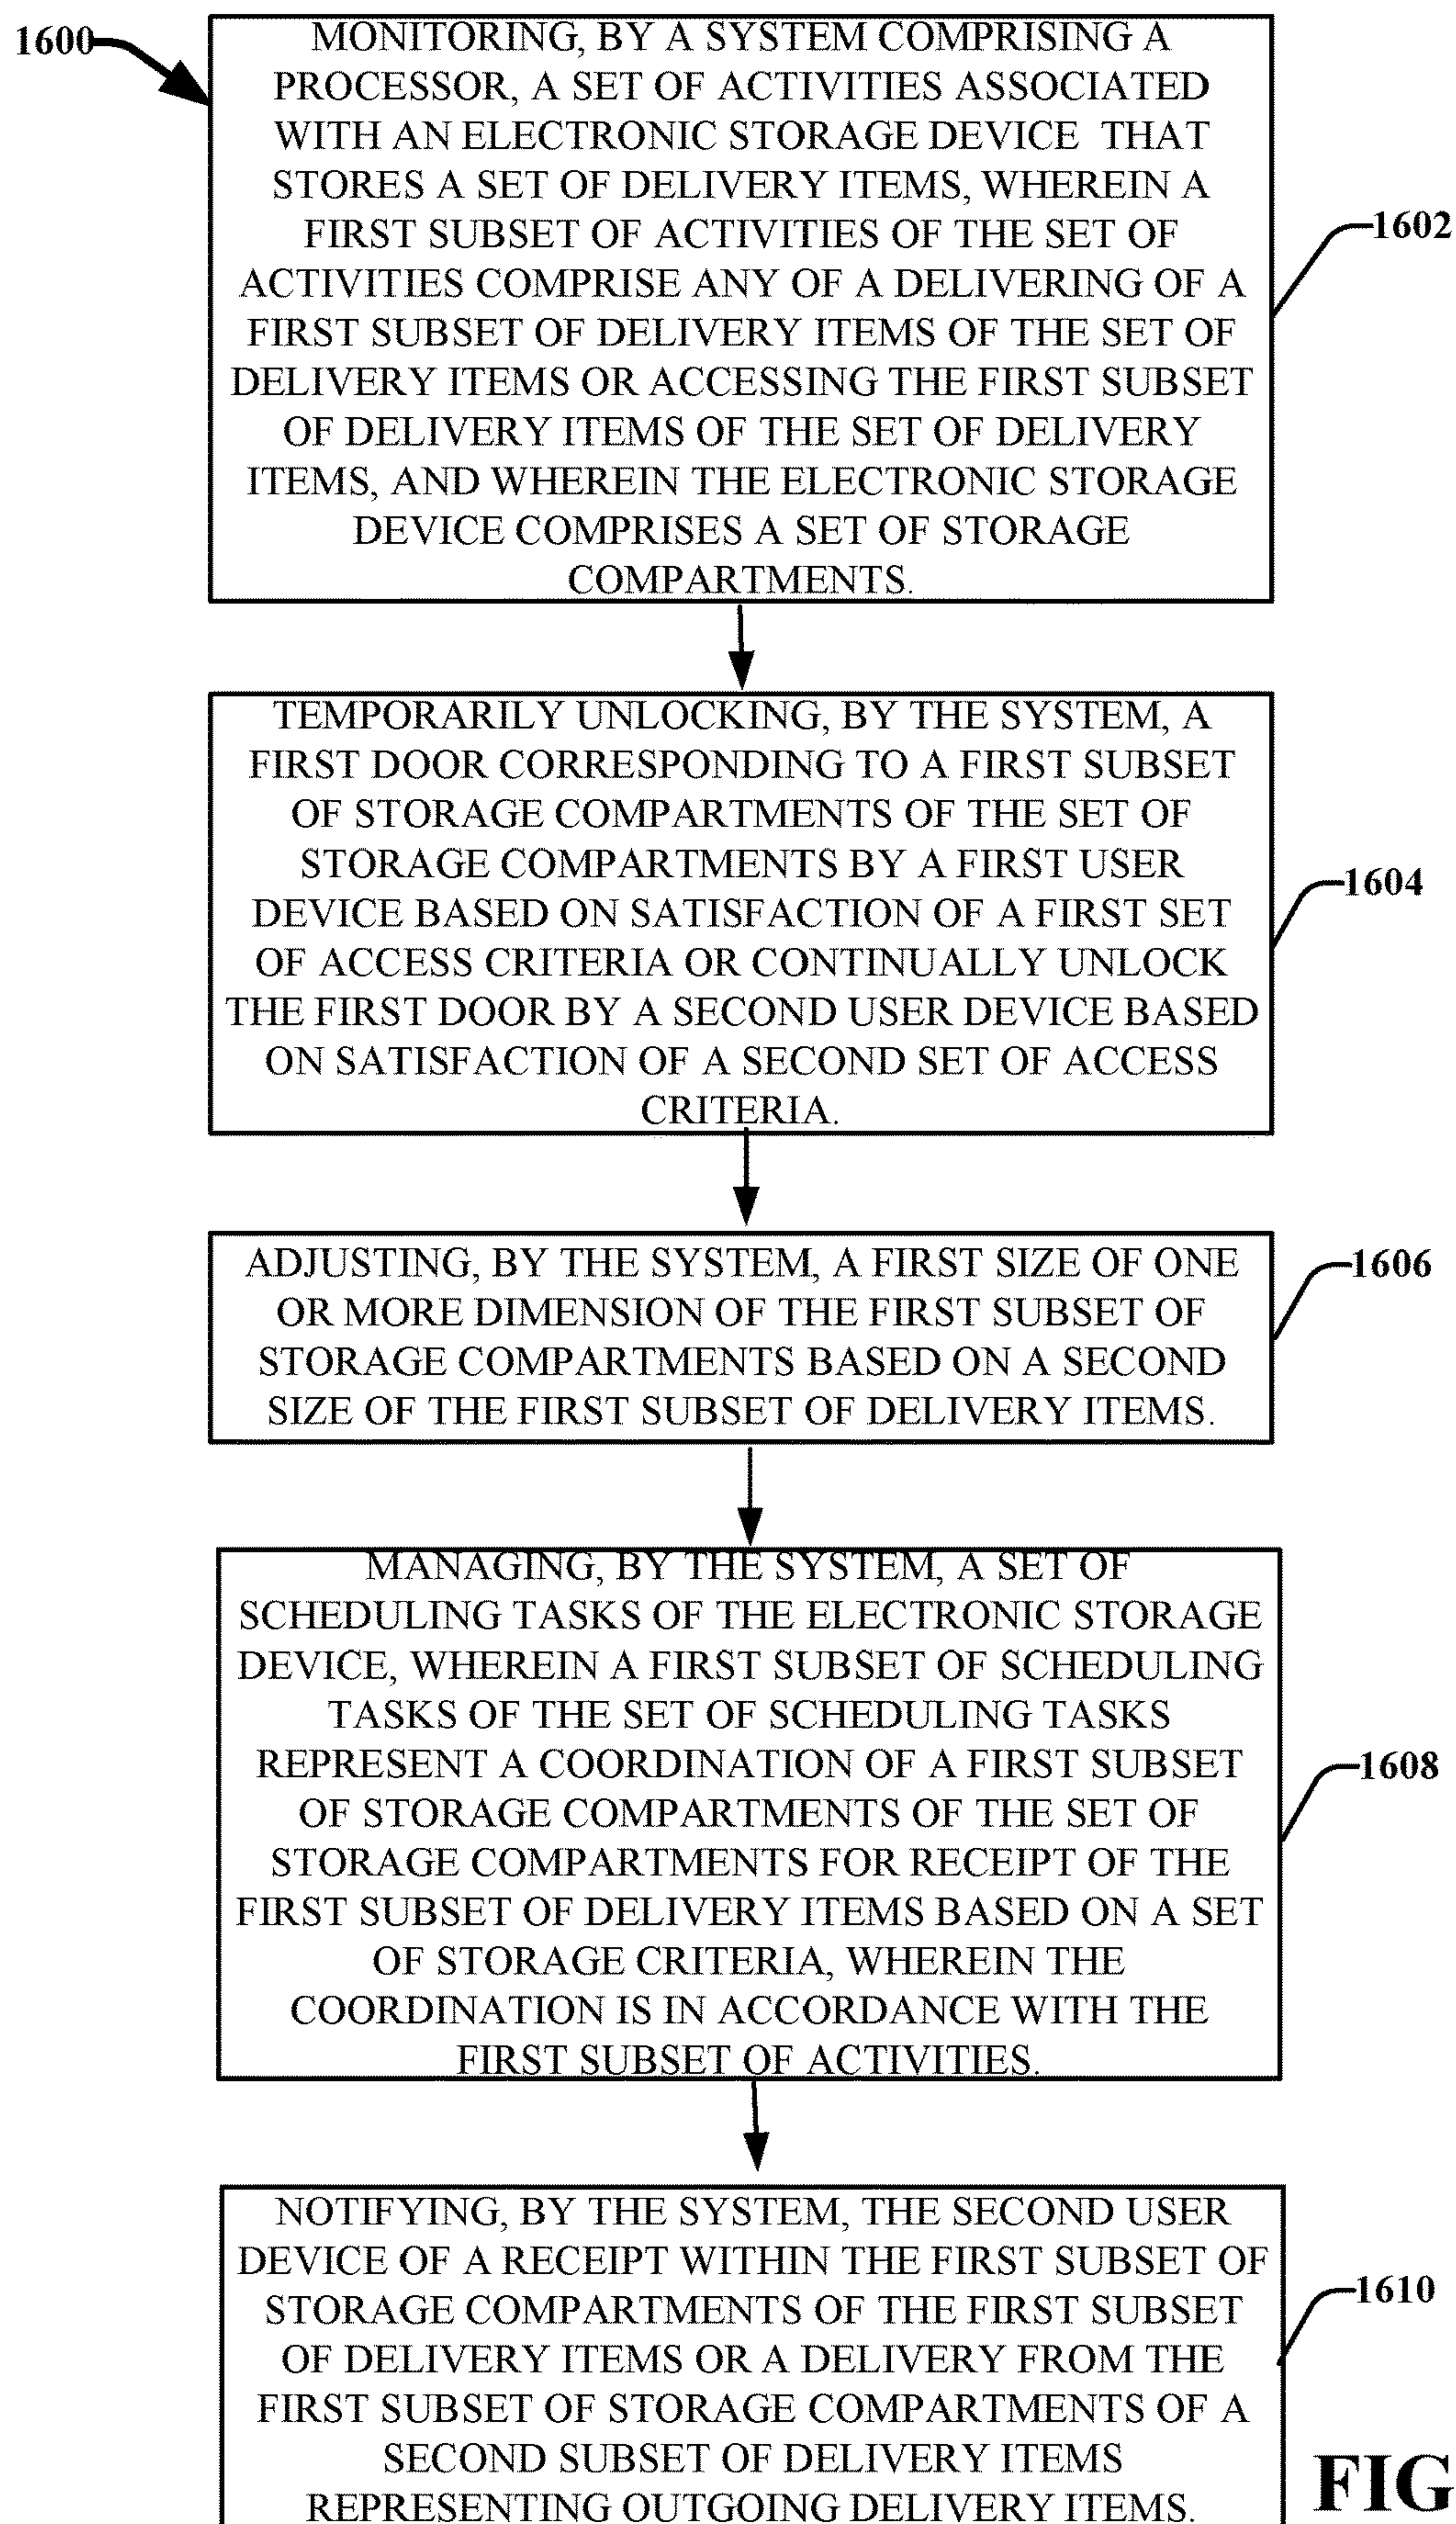 1600
MONITORING, BY A SYSTEM COMPRISING A
PROCESSOR, A SET OF ACTIVITIES ASSOCIATED
WITH AN ELECTRONIC STORAGE DEVICE THAT
STORES A SET OF DELIVERY ITEMS, WHEREIN A
FIRST SUBSET OF ACTIVITIES OF THE SET OF
ACTIVITIES COMPRISE ANY OF A DELIVERING OF A
FIRST SUBSET OF DELIVERY ITEMS OF THE SET OF
DELIVERY ITEMS OR ACCESSING THE FIRST SUBSET
OF DELIVERY ITEMS OF THE SET OF DELIVERY
ITEMS, AND WHEREIN THE ELECTRONIC STORAGE
DEVICE COMPRISES A SET OF STORAGE
COMPARTMENTS.
1602
TEMPORARILY UNLOCKING, BY THE SYSTEM, A
FIRST DOOR CORRESPONDING TO A FIRST SUBSET
OF STORAGE COMPARTMENTS OF THE SET OF
STORAGE COMPARTMENTS BY A FIRST USER
DEVICE BASED ON SATISFACTION OF A FIRST SET
OF ACCESS CRITERIA OR CONTINUALLY UNLOCK
THE FIRST DOOR BY A SECOND USER DEVICE BASED
ON SATISFACTION OF A SECOND SET OF ACCESS
CRITERIA.
1604
ADJUSTING, BY THE SYSTEM, A FIRST SIZE OF ONE
OR MORE DIMENSION OF THE FIRST SUBSET OF
STORAGE COMPARTMENTS BASED ON A SECOND
SIZE OF THE FIRST SUBSET OF DELIVERY ITEMS.
1606
MANAGING, BY THE SYSTEM, A SET OF
SCHEDULING TASKS OF THE ELECTRONIC STORAGE
DEVICE, WHEREIN A FIRST SUBSET OF SCHEDULING
TASKS OF THE SET OF SCHEDULING TASKS
REPRESENT A COORDINATION OF A FIRST SUBSET
OF STORAGE COMPARTMENTS OF THE SET OF
STORAGE COMPARTMENTS FOR RECEIPT OF THE
FIRST SUBSET OF DELIVERY ITEMS BASED ON A SET
OF STORAGE CRITERIA, WHEREIN THE
COORDINATION IS IN ACCORDANCE WITH THE
FIRST SUBSET OF ACTIVITIES.
1608
NOTIFYING, BY THE SYSTEM, THE SECOND USER
DEVICE OF A RECEIPT WITHIN THE FIRST SUBSET OF
STORAGE COMPARTMENTS OF THE FIRST SUBSET
OF DELIVERY ITEMS OR A DELIVERY FROM THE
FIRST SUBSET OF STORAGE COMPARTMENTS OF A
SECOND SUBSET OF DELIVERY ITEMS
REPRESENTING OUTGOING DELIVERY ITEMS.
1610
FIG